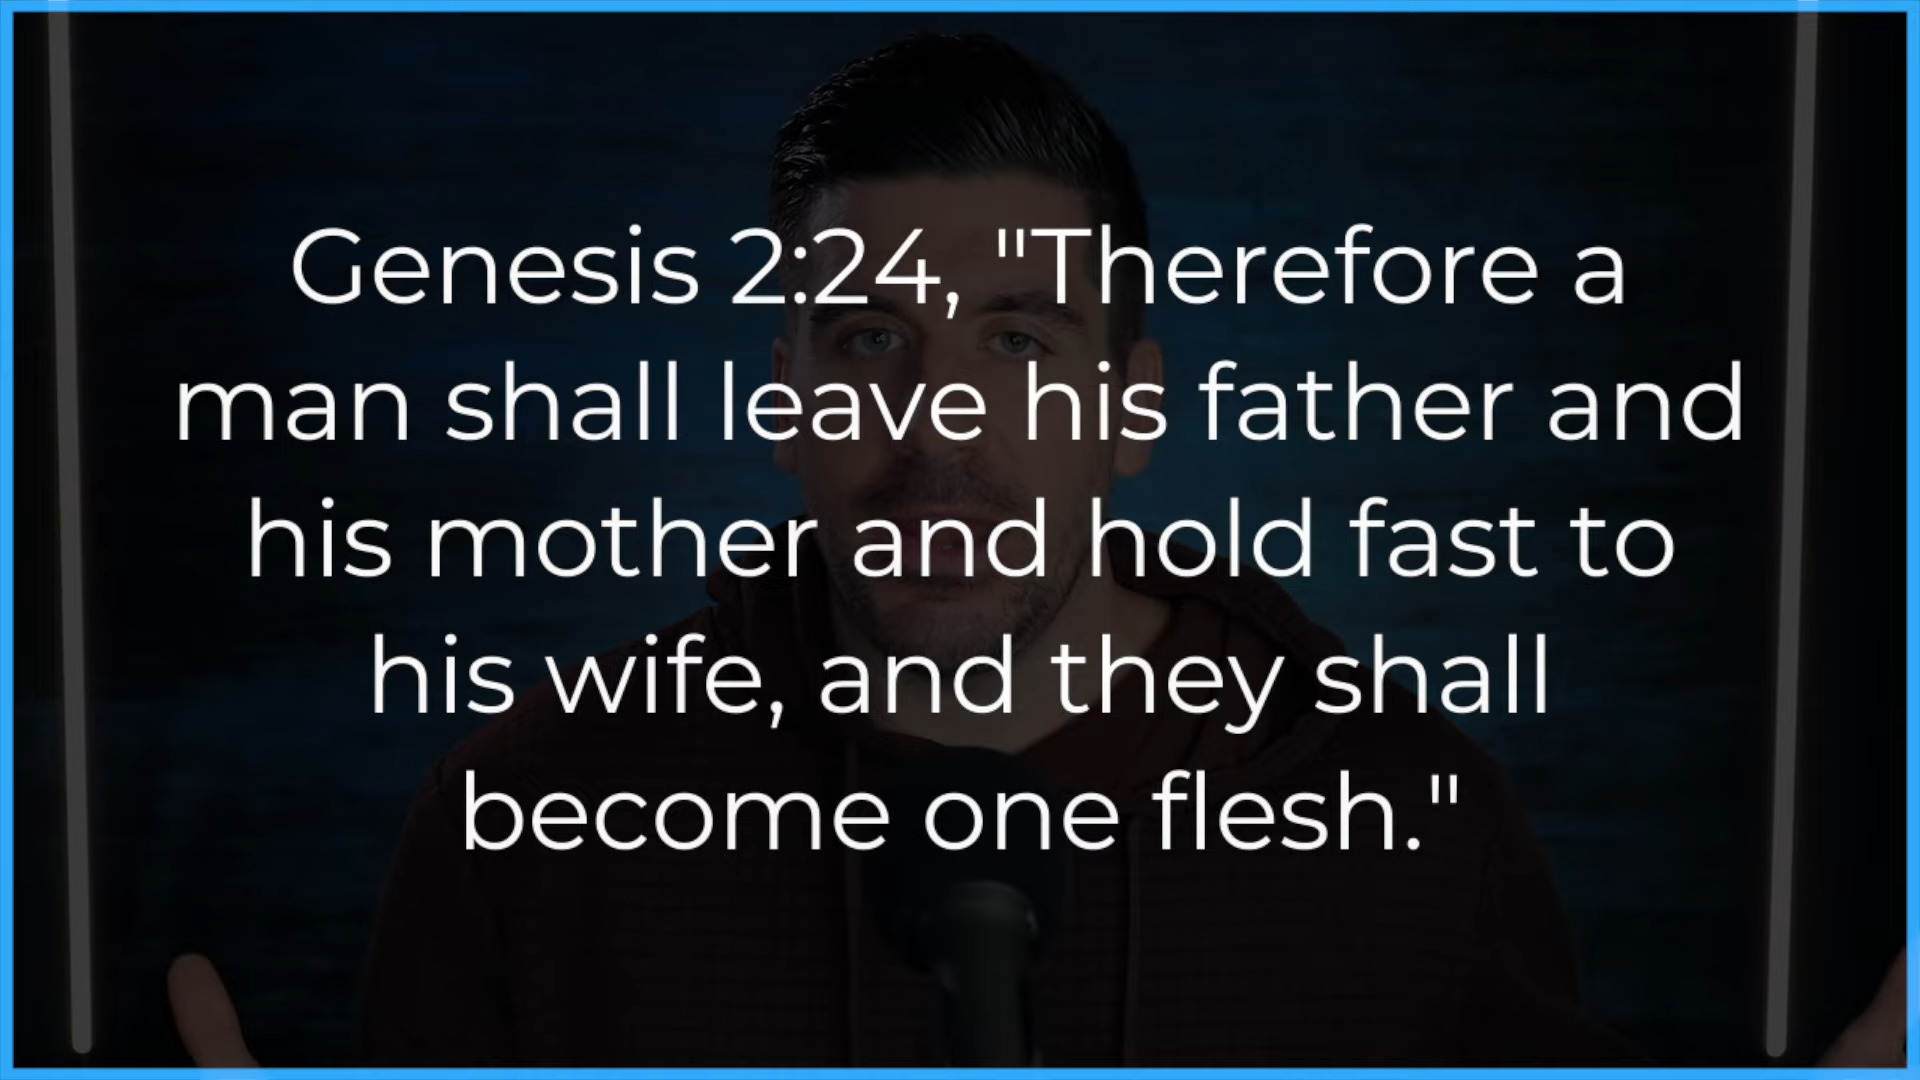 Genesis 2:24, "Therefore a
man shall leave his father and
his mother and hold fast to
his wife, and they shall
become one flesh."